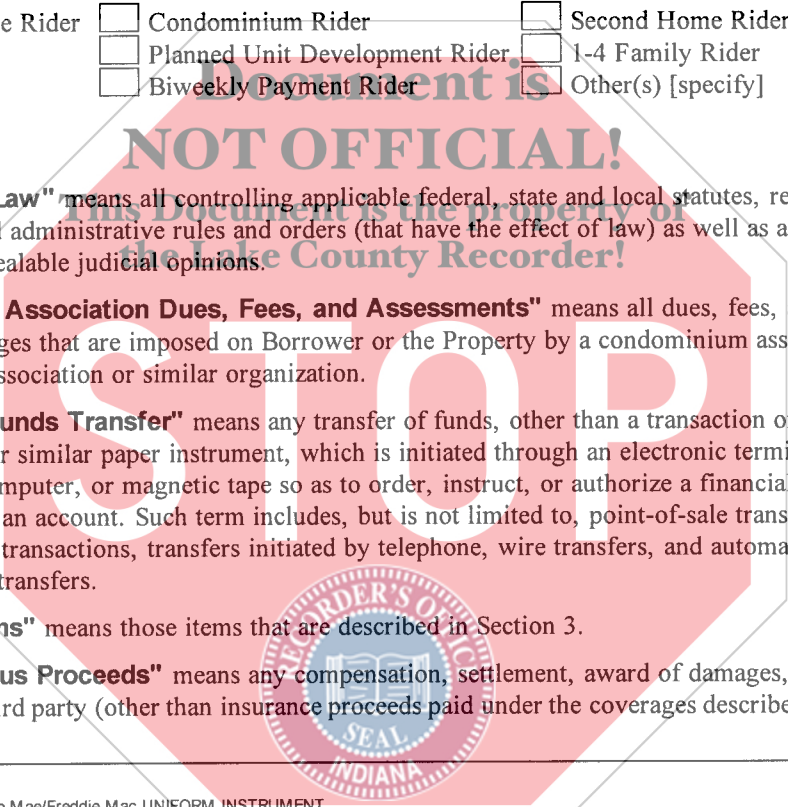 e Rider Condominium Rider Second Home Rider
Planned Unit Development Rider 1-4 Family Rider
Biweekly Payment Rider Other(s) [specify]
Document is
NOT OFFICIAL!
Law" means all controlling applicable federal, state and local statutes, re
This Document is the property of
administrative rules and orders (that have the effect of law) as well as a
the Lake County Recorder!
ealable judicial opinions.
Association Dues, Fees, and Assessments" means all dues, fees,
ges that are imposed on Borrower or the Property by a condominium ass
ssociation or similar organization.
STOP
unds Transfer" means any transfer of funds, other than a transaction o
r similar paper instrument, which is initiated through an electronic termi
mputer, or magnetic tape so as to order, instruct, or authorize a financia
an account. Such term includes, but is not limited to, point-of-sale trans
transactions, transfers initiated by telephone, wire transfers, and automa
transfers.
ns" means those items that are described in Section 3.
us Proceeds" means any compensation, settlement, award of damages,
rd party (other than insurance proceeds paid under the coverages describe
RECORDER'S OFFICE
SEAL
INDIANA
Mae/Freddie Mac UNIFORM INSTRUMENT